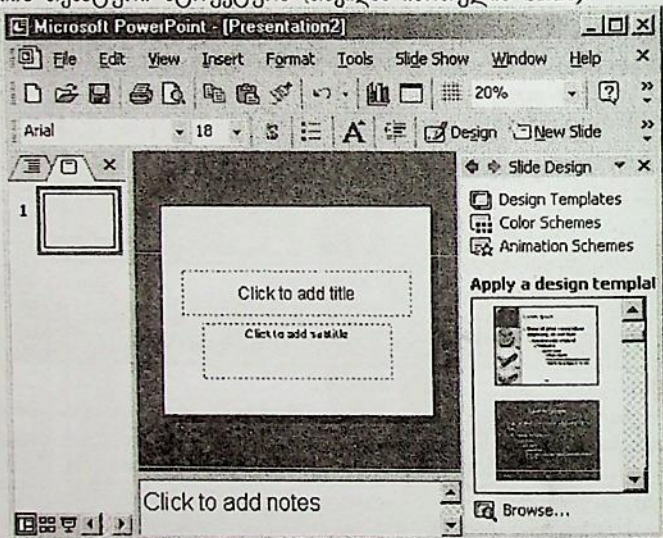 Microsoft PowerPoint - [Presentation2]
File Edit View Insert Format Tools Slide Show Window Help
20%
Arial 18 Design New Slide
Slide Design
1
Design Templates
Color Schemes
Animation Schemes
Apply a design templat
Click to add title
Click to add subtitle
Click to add notes
Browse...